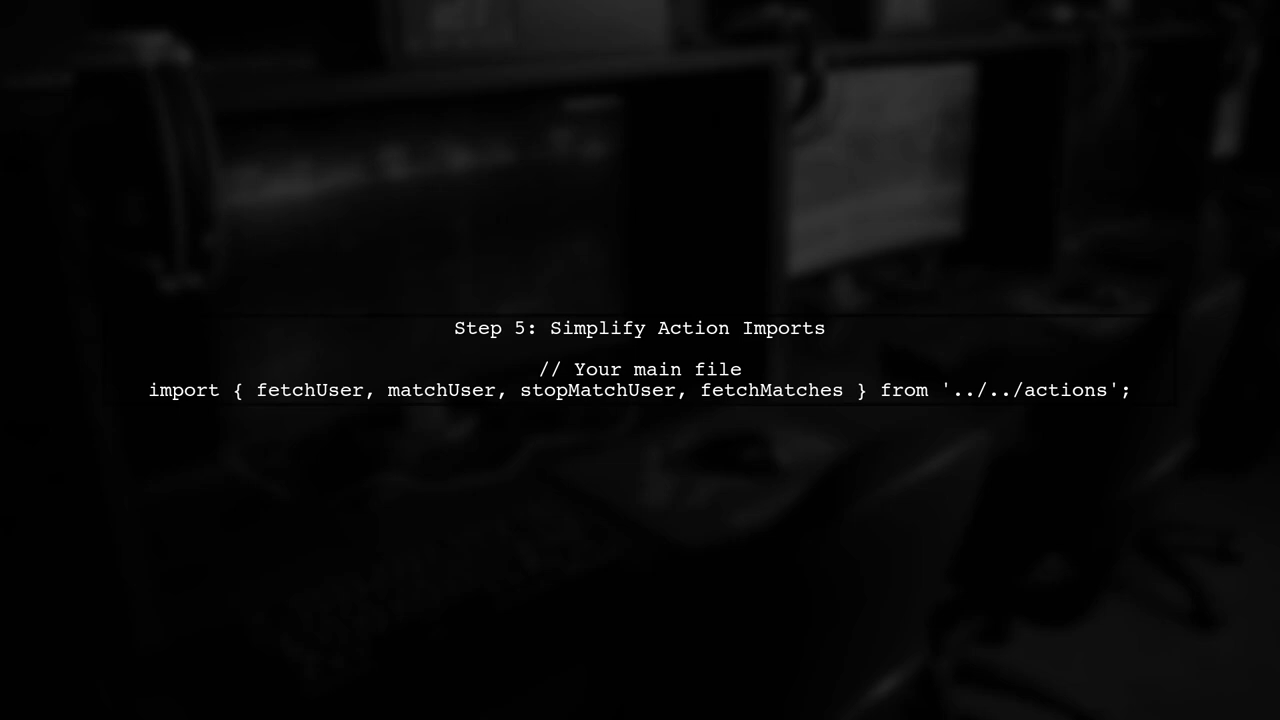 Step 5: Simplify Action Imports
// Your main file
import { fetchUser, matchUser, stopMatchUser, fetchMatches } from '../../actions';